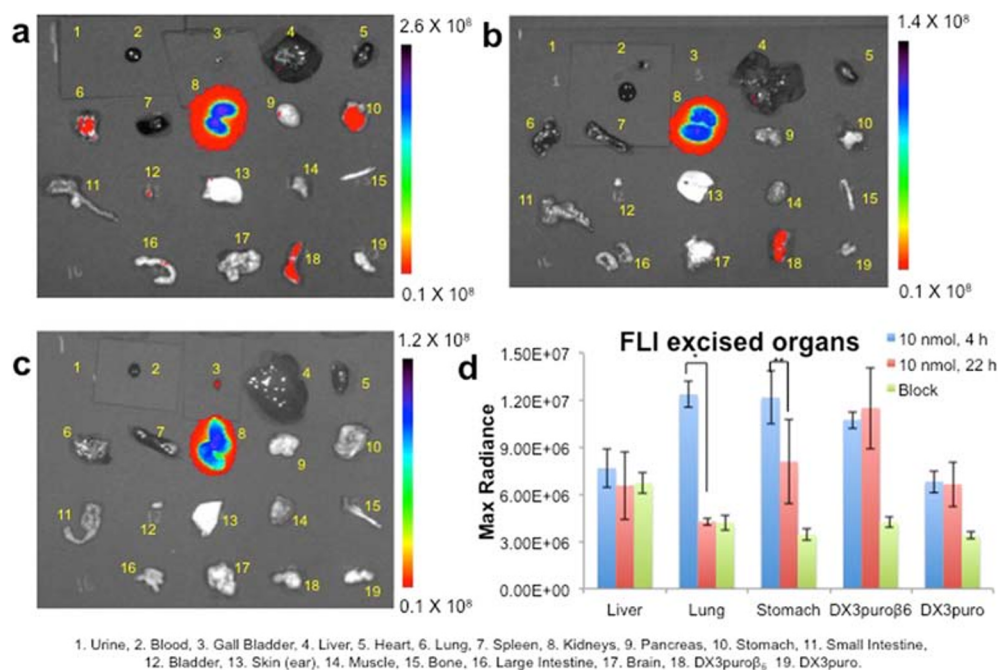 a
2.6 X 10⁸
1 2 3 4 5
6 7 8 9 10
11 12 13 14 15
16 17 18 19
0.1 X 10⁸
b
1.4 X 10⁸
1 2 3 4 5
6 7 8 9 10
11 12 13 14 15
16 17 18 19
0.1 X 10⁸
c
1.2 X 10⁸
1 2 3 4 5
6 7 8 9 10
11 12 13 14 15
16 17 18 19
0.1 X 10⁸
d
FLI excised organs
10 nmol, 4 h
10 nmol, 22 h
Block
Max Radiance
1.50E+07
1.20E+07
9.00E+06
6.00E+06
3.00E+06
0.00E+00
*
**
Liver Lung Stomach DX3puroβ6 DX3puro
1. Urine, 2. Blood, 3. Gall Bladder, 4. Liver, 5. Heart, 6. Lung, 7. Spleen, 8. Kidneys, 9. Pancreas, 10. Stomach, 11. Small Intestine,
12. Bladder, 13. Skin (ear), 14. Muscle, 15. Bone, 16. Large Intestine, 17. Brain, 18. DX3puroβ₆ 19. DX3puro.